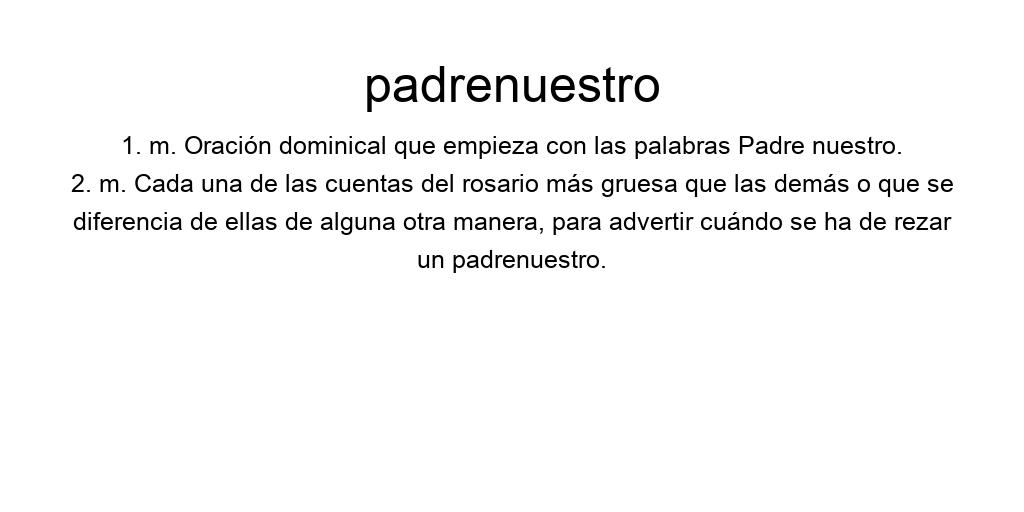 padrenuestro
1. m. Oración dominical que empieza con las palabras Padre nuestro.
2. m. Cada una de las cuentas del rosario más gruesa que las demás o que se
diferencia de ellas de alguna otra manera, para advertir cuándo se ha de rezar
un padrenuestro.